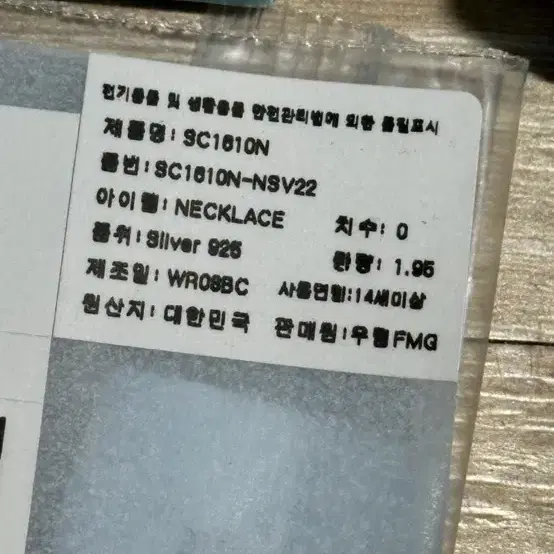 전기용품 및 생활용품 안전관리법에 의한 품질표시
제품명: SC1610N
품번: SC1610N-NSV22
아이템: NECKLACE 치수: 0
품위: Silver 925 중량: 1.95
제조일: WR08BC 사용연령:14세이상
원산지: 대한민국 판매원:우림FMG